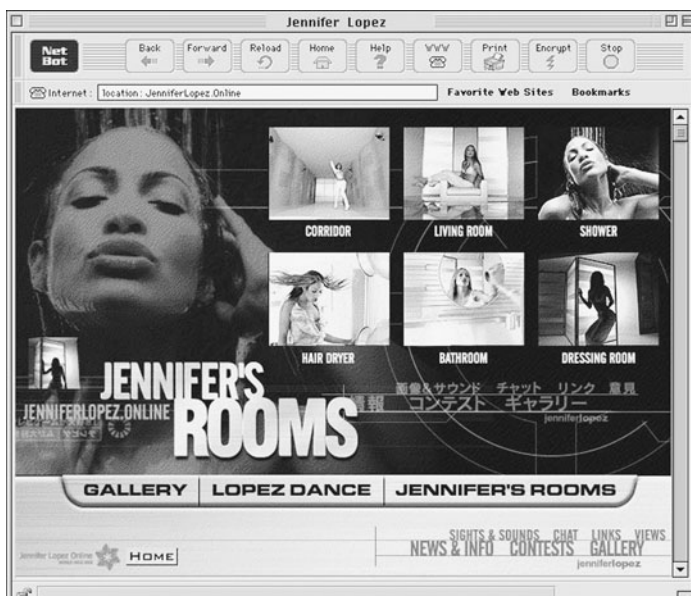 Jennifer Lopez
Net Bot
Back Forward Reload Home Help WWW Print Encrypt Stop
Internet: location: JenniferLopez.Online Favorite Web Sites Bookmarks
CORRIDOR LIVING ROOM SHOWER
HAIR DRYER BATHROOM DRESSING ROOM
JENNIFER'S
ROOMS
JENNIFERLOPEZ.ONLINE
画像&サウンド チャット リンク 意見
情報 コンテスト ギャラリー
jenniferlopez
GALLERY LOPEZ DANCE JENNIFER'S ROOMS
Jennifer Lopez Online
HOME
SIGHTS & SOUNDS CHAT LINKS VIEWS
NEWS & INFO CONTESTS GALLERY
jenniferlopez